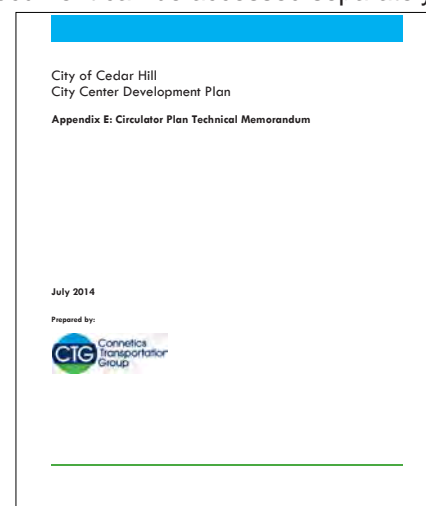 City of Cedar Hill
City Center Development Plan
Appendix E: Circulator Plan Technical Memorandum
July 2014
Prepared by:
CTG
Connetics
Transportation
Group